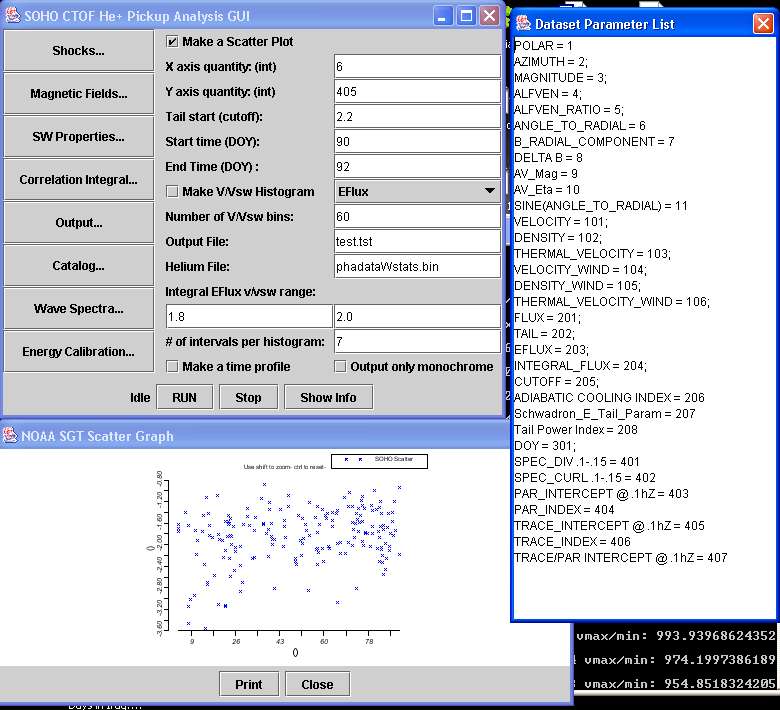 SOHO CTOF He+ Pickup Analysis GUI
Shocks...
Magnetic Fields...
SW Properties...
Correlation Integral...
Output...
Catalog...
Wave Spectra...
Energy Calibration...
Make a Scatter Plot
X axis quantity: (int) 6
Y axis quantity: (int) 405
Tail start (cutoff): 2.2
Start time (DOY): 90
End Time (DOY) : 92
Make V/Vsw Histogram EFlux
Number of V/Vsw bins: 60
Output File: test.tst
Helium File: phadataWstats.bin
Integral EFlux v/vsw range:
1.8 2.0
# of intervals per histogram: 7
Make a time profile Output only monochrome
Idle RUN Stop Show Info
NOAA SGT Scatter Graph
Use shift to zoom- ctrl to reset-
SOHO Scatter
-0.80
-1.20
-1.60
-2.00
-2.40
-2.80
-3.20
-3.60
()
9 26 43 60 78
()
Print Close
Dataset Parameter List
POLAR = 1
AZIMUTH = 2;
MAGNITUDE = 3;
ALFVEN = 4;
ALFVEN_RATIO = 5;
ANGLE_TO_RADIAL = 6
B_RADIAL_COMPONENT = 7
DELTA B = 8
AV_Mag = 9
AV_Eta = 10
SINE(ANGLE_TO_RADIAL) = 11
VELOCITY = 101;
DENSITY = 102;
THERMAL_VELOCITY = 103;
VELOCITY_WIND = 104;
DENSITY_WIND = 105;
THERMAL_VELOCITY_WIND = 106;
FLUX = 201;
TAIL = 202;
EFLUX = 203;
INTEGRAL_FLUX = 204;
CUTOFF = 205;
ADIABATIC COOLING INDEX = 206
Schwadron_E_Tail_Param = 207
Tail Power Index = 208
DOY = 301;
SPEC_DIV .1-.15 = 401
SPEC_CURL .1-.15 = 402
PAR_INTERCEPT @ .1hZ = 403
PAR_INDEX = 404
TRACE_INTERCEPT @ .1hZ = 405
TRACE_INDEX = 406
TRACE/PAR INTERCEPT @ .1hZ = 407
vmax/min: 993.93968624352
vmax/min: 974.1997386189
vmax/min: 954.8518324205